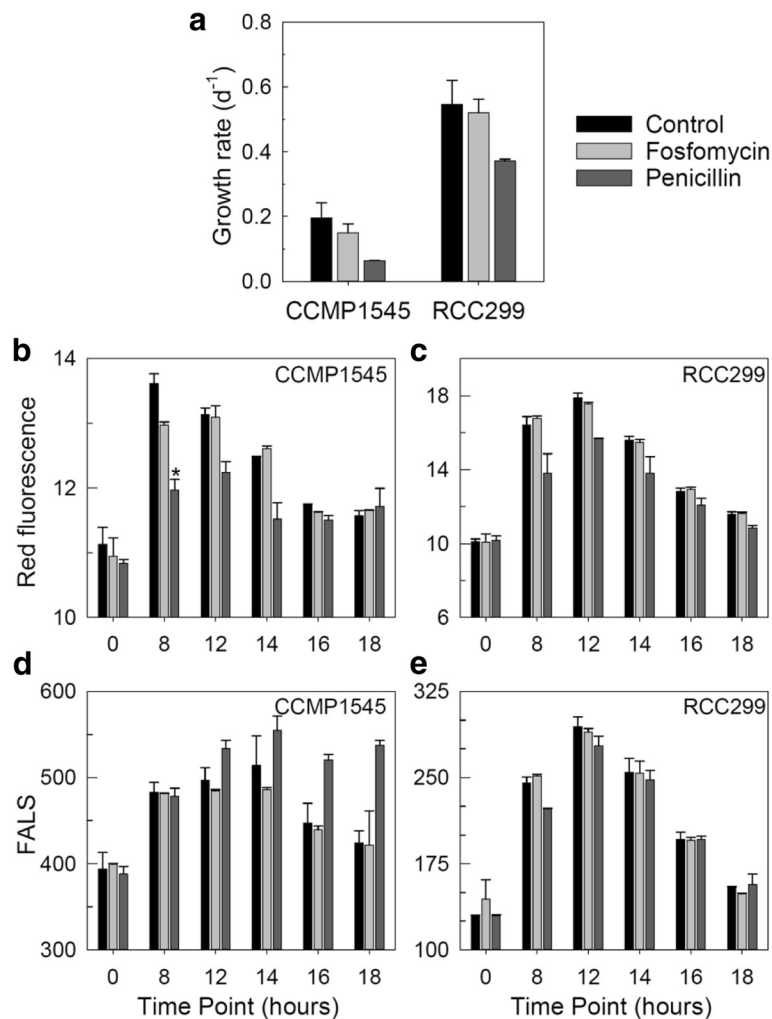 a
0.8
0.6
0.4
0.2
0.0
Growth rate (d⁻¹)
CCMP1545 RCC299
Control
Fosfomycin
Penicillin
b
CCMP1545
14
13
12
11
10
Red fluorescence
*
0 8 12 14 16 18
c
RCC299
18
14
10
6
0 8 12 14 16 18
d
CCMP1545
600
500
400
300
FALS
0 8 12 14 16 18
Time Point (hours)
e
RCC299
325
250
175
100
0 8 12 14 16 18
Time Point (hours)